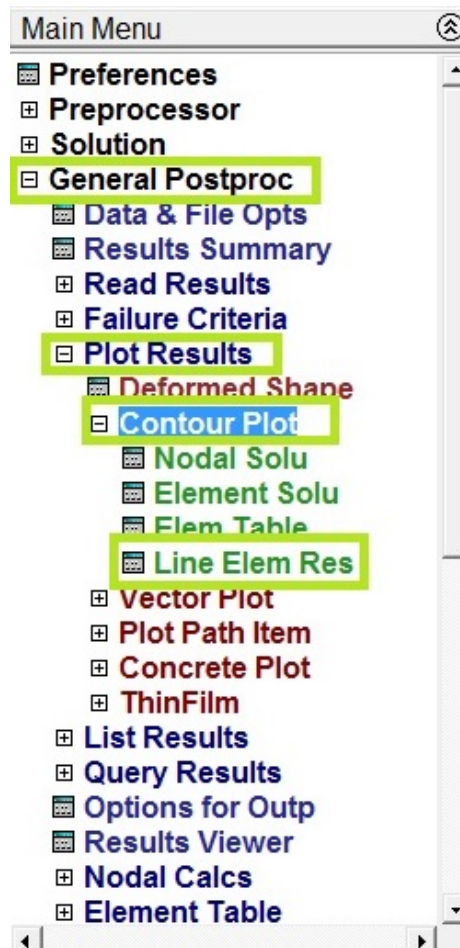 Main Menu
Preferences
Preprocessor
Solution
General Postproc
Data & File Opts
Results Summary
Read Results
Failure Criteria
Plot Results
Deformed Shape
Contour Plot
Nodal Solu
Element Solu
Elem Table
Line Elem Res
Vector Plot
Plot Path Item
Concrete Plot
ThinFilm
List Results
Query Results
Options for Outp
Results Viewer
Nodal Calcs
Element Table